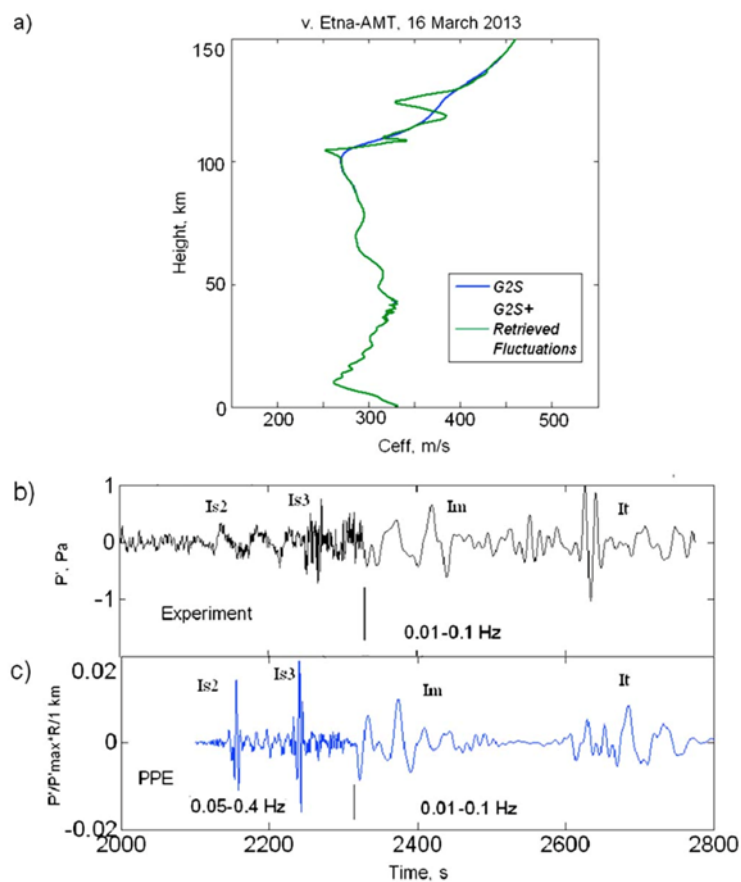 a)
v. Etna-AMT, 16 March 2013
150
100
50
0
Height, km
200 300 400 500
Ceff, m/s
G2S
G2S+
Retrieved
Fluctuations
b)
1
0
-1
P', Pa
Is2
Is3
Im
It
Experiment
0.01-0.1 Hz
c)
0.02
0
-0.02
P'/P'max*R/1 km
Is2
Is3
Im
It
PPE
0.05-0.4 Hz
0.01-0.1 Hz
2000 2200 2400 2600 2800
Time, s